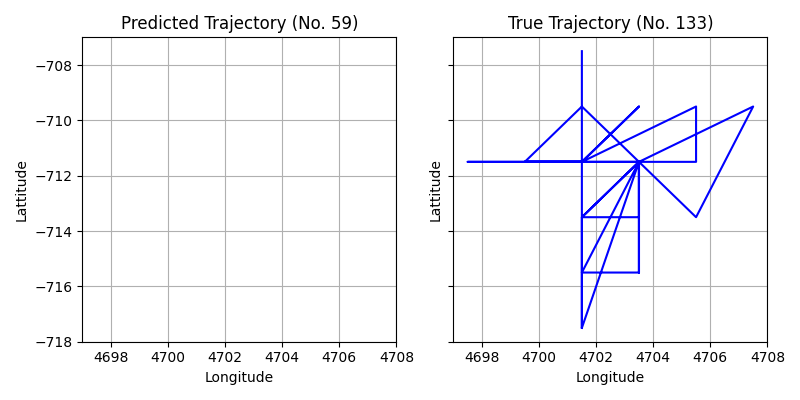 Predicted Trajectory (No. 59)
True Trajectory (No. 133)
−708
−710
−712
−714
−716
−718
Lattitude
Lattitude
4698 4700 4702 4704 4706 4708
4698 4700 4702 4704 4706 4708
Longitude
Longitude